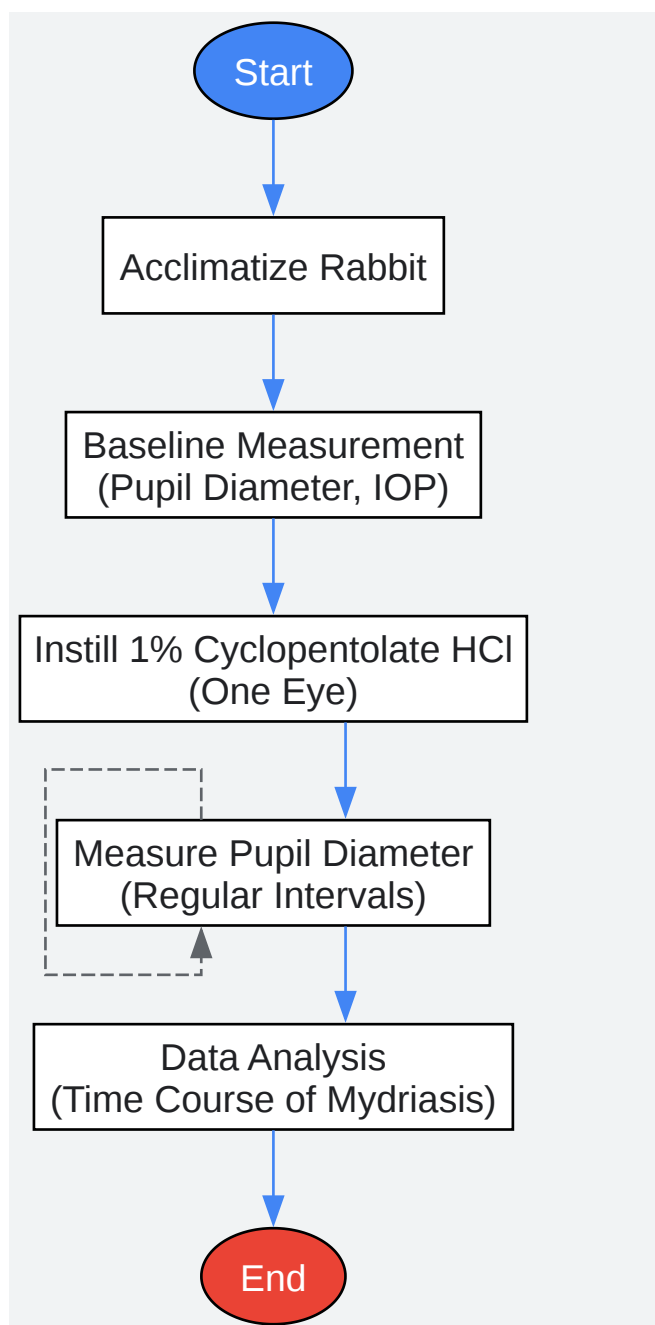 Start
Acclimatize Rabbit
Baseline Measurement
(Pupil Diameter, IOP)
Instill 1% Cyclopentolate HCl
(One Eye)
Measure Pupil Diameter
(Regular Intervals)
Data Analysis
(Time Course of Mydriasis)
End